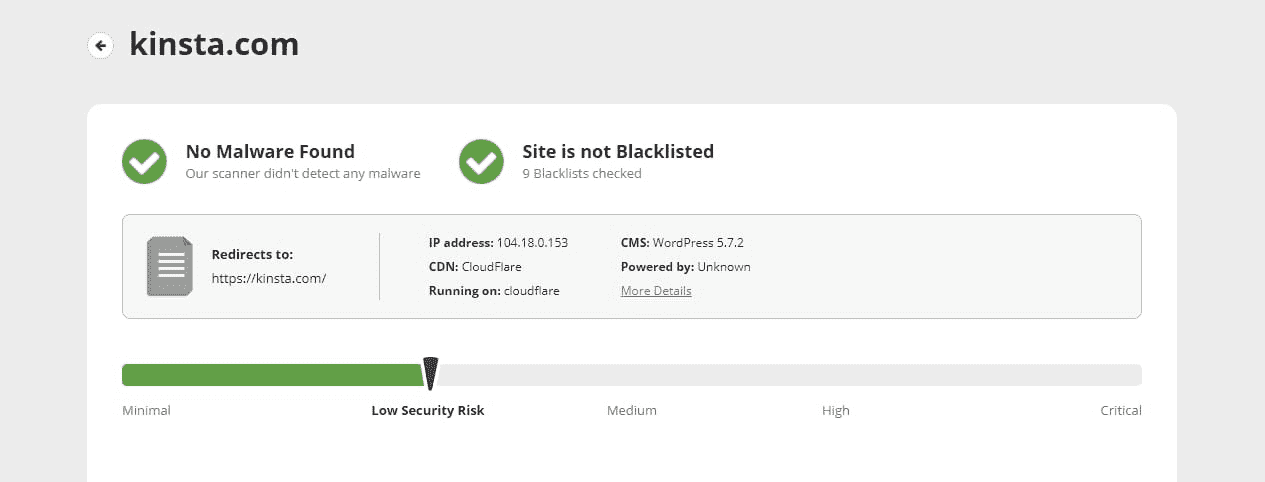 kinsta.com
No Malware Found
Our scanner didn't detect any malware
Site is not Blacklisted
9 Blacklists checked
Redirects to:
https://kinsta.com/
IP address: 104.18.0.153
CDN: CloudFlare
Running on: cloudflare
CMS: WordPress 5.7.2
Powered by: Unknown
More Details
Minimal
Low Security Risk
Medium
High
Critical